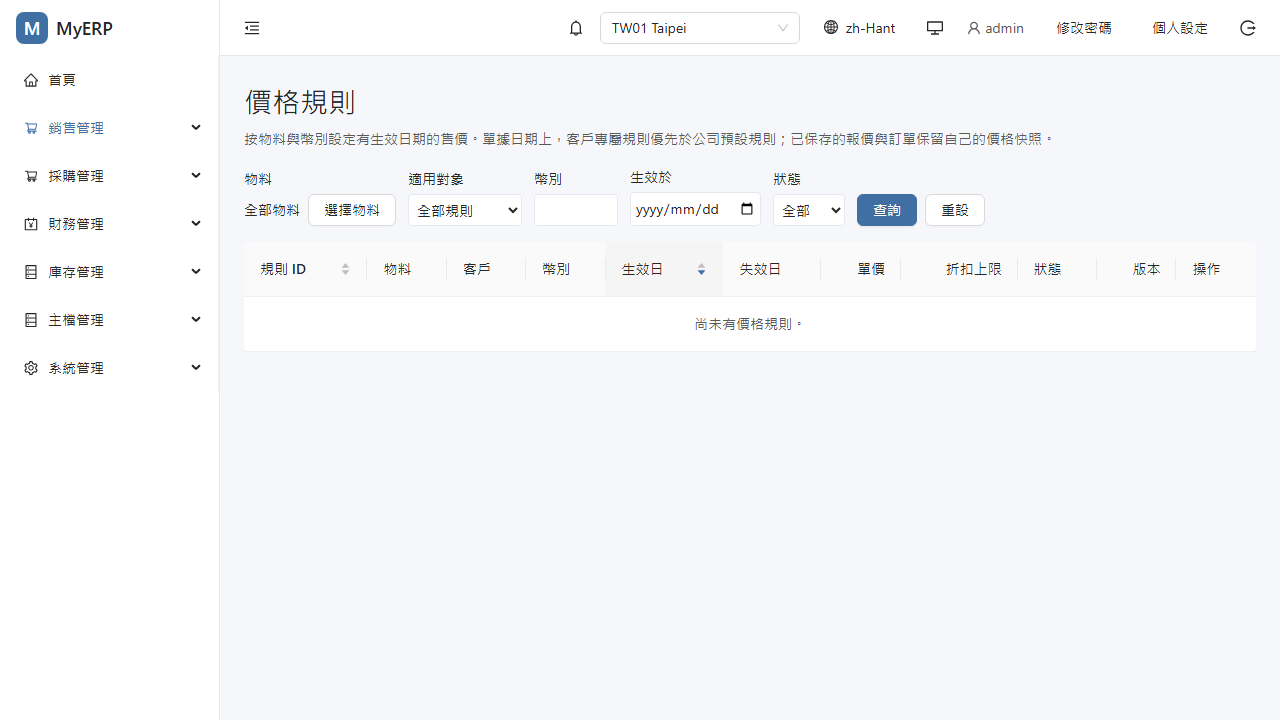 M MyERP
TW01 Taipei
zh-Hant
admin
修改密碼
個人設定
首頁
銷售管理
採購管理
財務管理
庫存管理
主檔管理
系統管理
價格規則
按物料與幣別設定有生效日期的售價。單據日期上，客戶專屬規則優先於公司預設規則；已保存的報價與訂單保留自己的價格快照。
物料 適用對象 幣別 生效於 狀態
全部物料 選擇物料 全部規則 yyyy/mm/dd 全部 查詢 重設
規則 ID 物料 客戶 幣別 生效日 失效日 單價 折扣上限 狀態 版本 操作
尚未有價格規則。